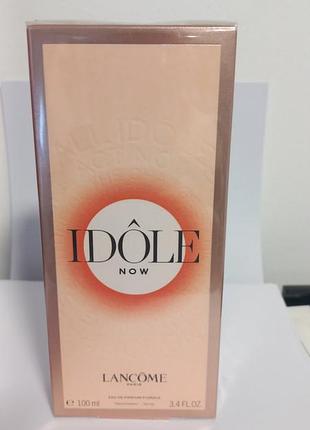 IDÔLE
NOW
LANCÔME
PARIS
EAU DE PARFUM FLORALE
e 100 ml
3.4 FL.OZ.